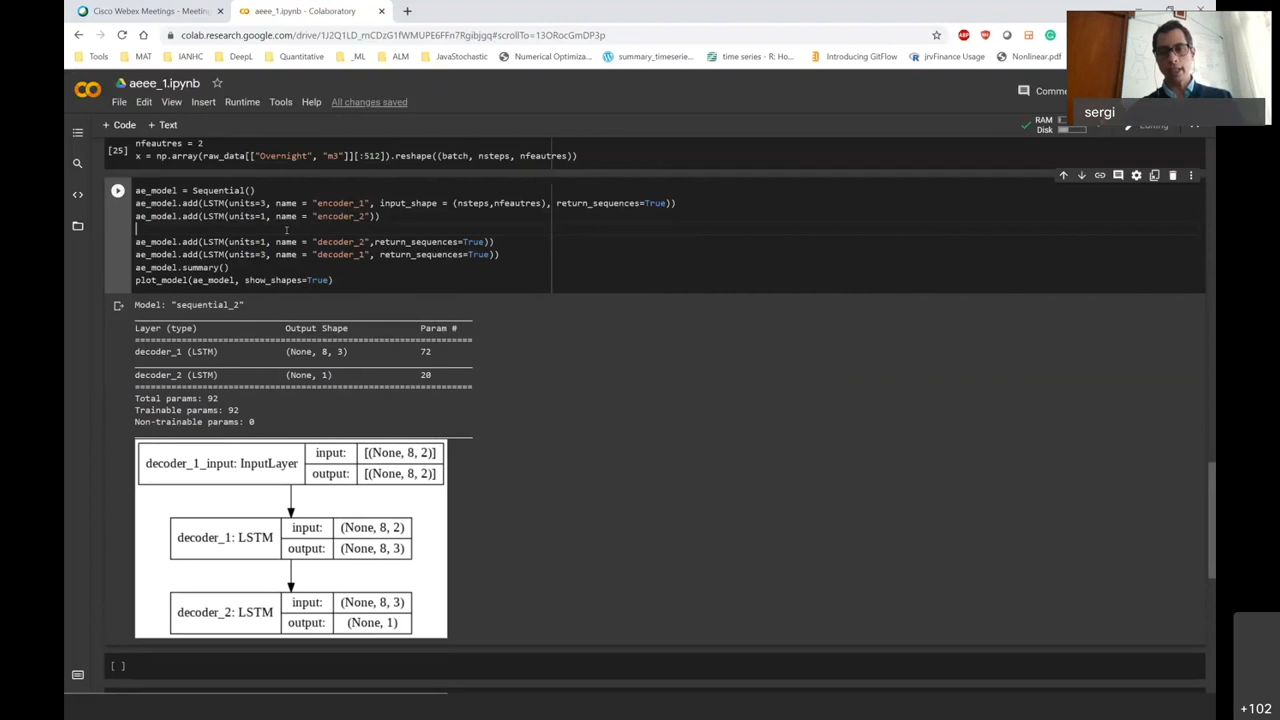 Cisco Webex Meetings - Meetin
aeee_1.ipynb - Colaboratory
colab.research.google.com/drive/1J2Q1LD_mCDzG1fWMUPE6FFn7Rgibjgq#scrollTo=13ORocGmDP3p
Tools MAT IANHC DeepL Quantitative _ML ALM JavaStochastic Numerical Optimiza... summary_timeserie... time series - R: Ho... Introducing GitFlow jrvFinance Usage Nonlinear.pdf
aeee_1.ipynb
File Edit View Insert Runtime Tools Help All changes saved
Comme
sergi
+ Code + Text
RAM
Disk
Editing
nfeautres = 2
[25] x = np.array(raw_data[["Overnight", "m3"]][:512]).reshape((batch, nsteps, nfeautres))
ae_model = Sequential()
ae_model.add(LSTM(units=3, name = "encoder_1", input_shape = (nsteps,nfeautres), return_sequences=True))
ae_model.add(LSTM(units=1, name = "encoder_2"))
ae_model.add(LSTM(units=1, name = "decoder_2",return_sequences=True))
ae_model.add(LSTM(units=3, name = "decoder_1", return_sequences=True))
ae_model.summary()
plot_model(ae_model, show_shapes=True)
Model: "sequential_2"
Layer (type) Output Shape Param #
decoder_1 (LSTM) (None, 8, 3) 72
decoder_2 (LSTM) (None, 1) 20
Total params: 92
Trainable params: 92
Non-trainable params: 0
decoder_1_input: InputLayer
input: [(None, 8, 2)]
output: [(None, 8, 2)]
decoder_1: LSTM
input: (None, 8, 2)
output: (None, 8, 3)
decoder_2: LSTM
input: (None, 8, 3)
output: (None, 1)
[ ]
+102